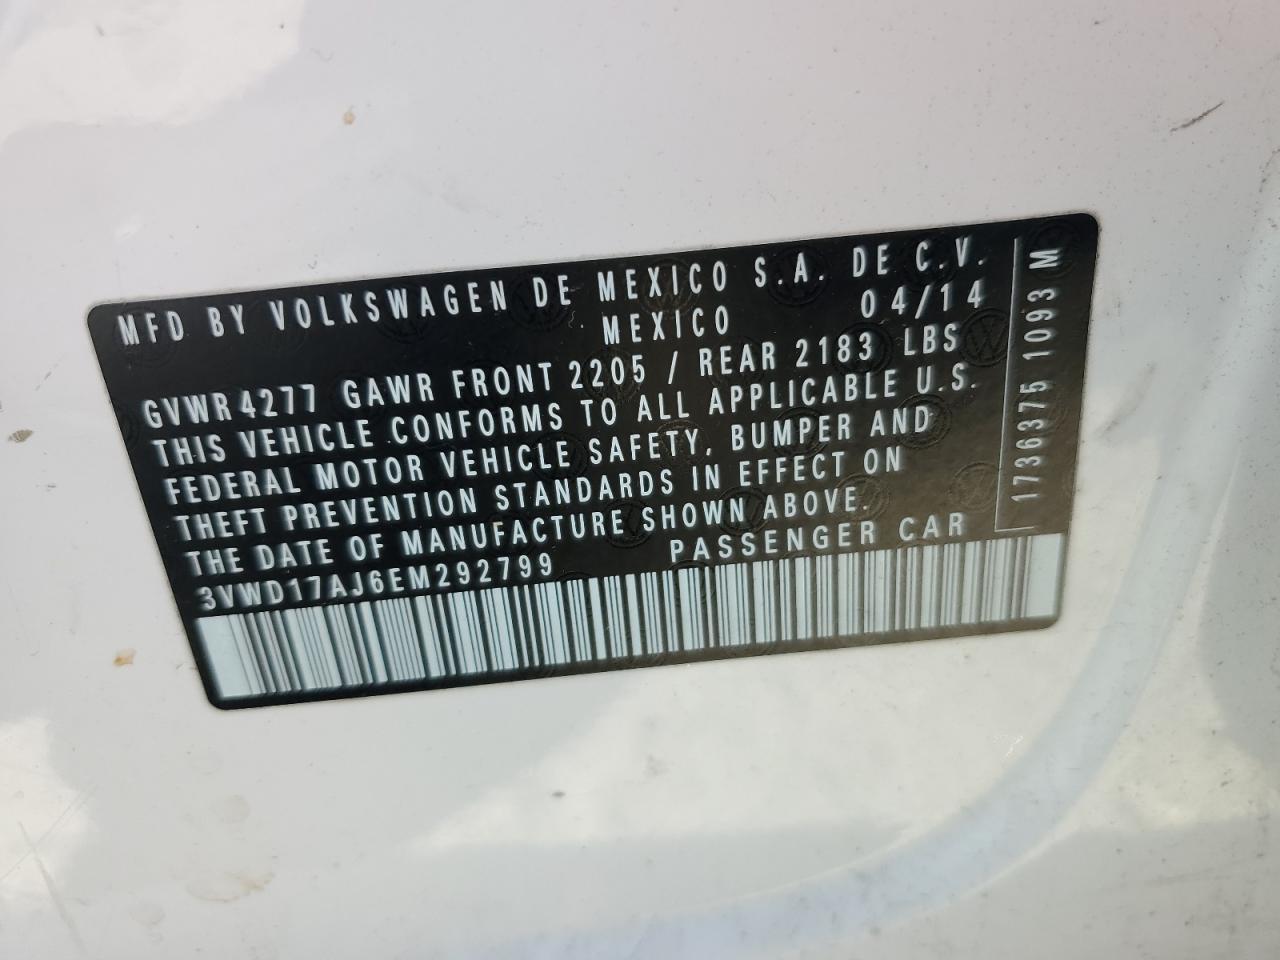 MFD BY VOLKSWAGEN DE MEXICO S.A. DE C.V.
MEXICO 04/14
GVWR 4277 GAWR FRONT 2205 / REAR 2183 LBS
THIS VEHICLE CONFORMS TO ALL APPLICABLE U.S.
FEDERAL MOTOR VEHICLE SAFETY, BUMPER AND
THEFT PREVENTION STANDARDS IN EFFECT ON
THE DATE OF MANUFACTURE SHOWN ABOVE.
3VWD17AJ6EM292799 PASSENGER CAR
1736375 1093 M